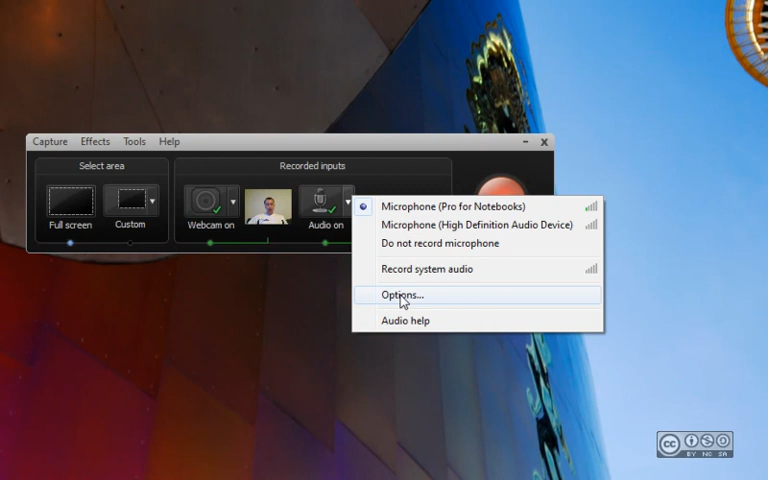 Capture Effects Tools Help
Select area
Recorded inputs
Full screen
Custom
Webcam on
Audio on
Microphone (Pro for Notebooks)
Microphone (High Definition Audio Device)
Do not record microphone
Record system audio
Options...
Audio help
cc
BY NC SA